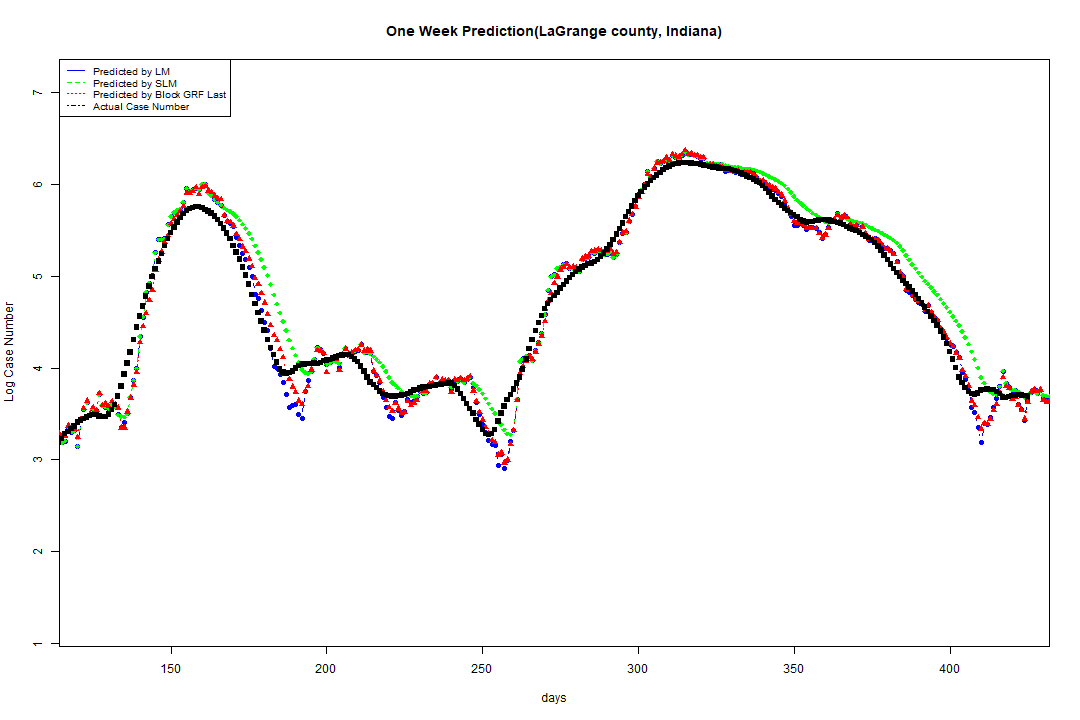 One Week Prediction(LaGrange county, Indiana)
Predicted by LM
Predicted by SLM
Predicted by Block GRF Last
Actual Case Number
7
6
5
4
3
2
1
Log Case Number
150 200 250 300 350 400
days